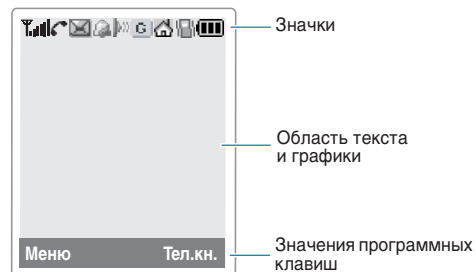 G
Значки
Область текста
и графики
Меню Тел.кн.
Значения программных
клавиш